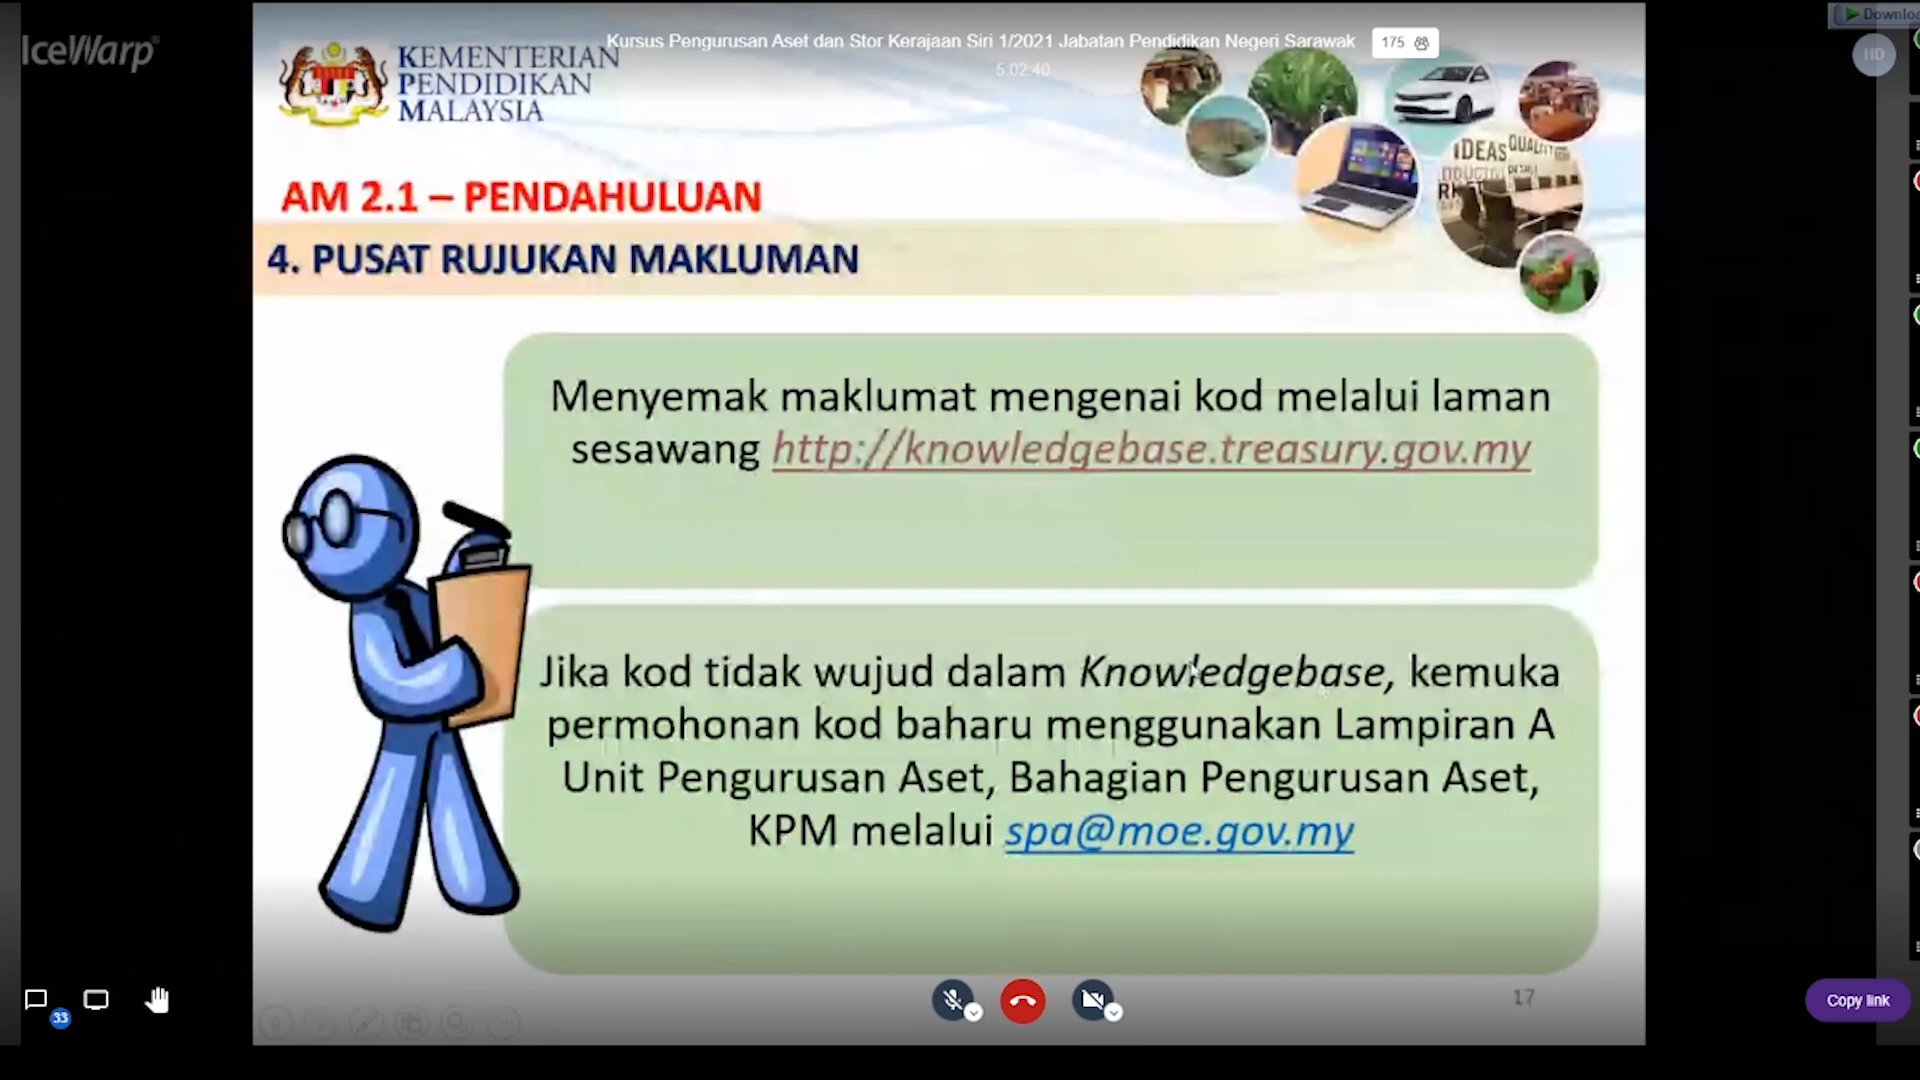 IceWarp
Kursus Pengurusan Aset dan Stor Kerajaan Siri 1/2021 Jabatan Pendidikan Negeri Sarawak
175
5:02:40
HD
KEMENTERIAN
PENDIDIKAN
MALAYSIA
IDEAS
AM 2.1 – PENDAHULUAN
4. PUSAT RUJUKAN MAKLUMAN
Menyemak maklumat mengenai kod melalui laman
sesawang http://knowledgebase.treasury.gov.my
Jika kod tidak wujud dalam Knowledgebase, kemuka
permohonan kod baharu menggunakan Lampiran A
Unit Pengurusan Aset, Bahagian Pengurusan Aset,
KPM melalui spa@moe.gov.my
17
33
Copy link